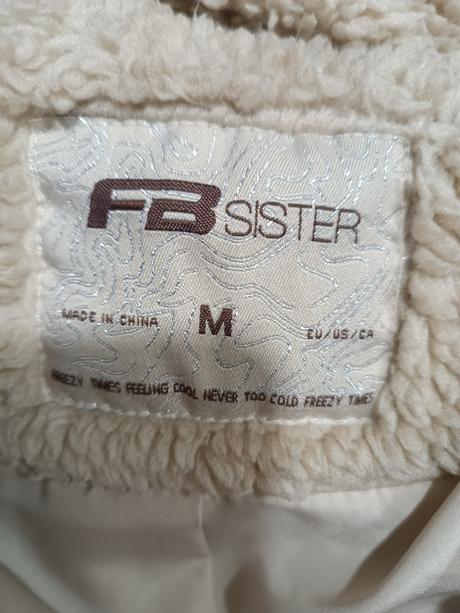 FB SISTER
MADE IN CHINA M EU/US/CA
FREEZY TIMES FEELING COOL NEVER TOO COLD FREEZY TIMES